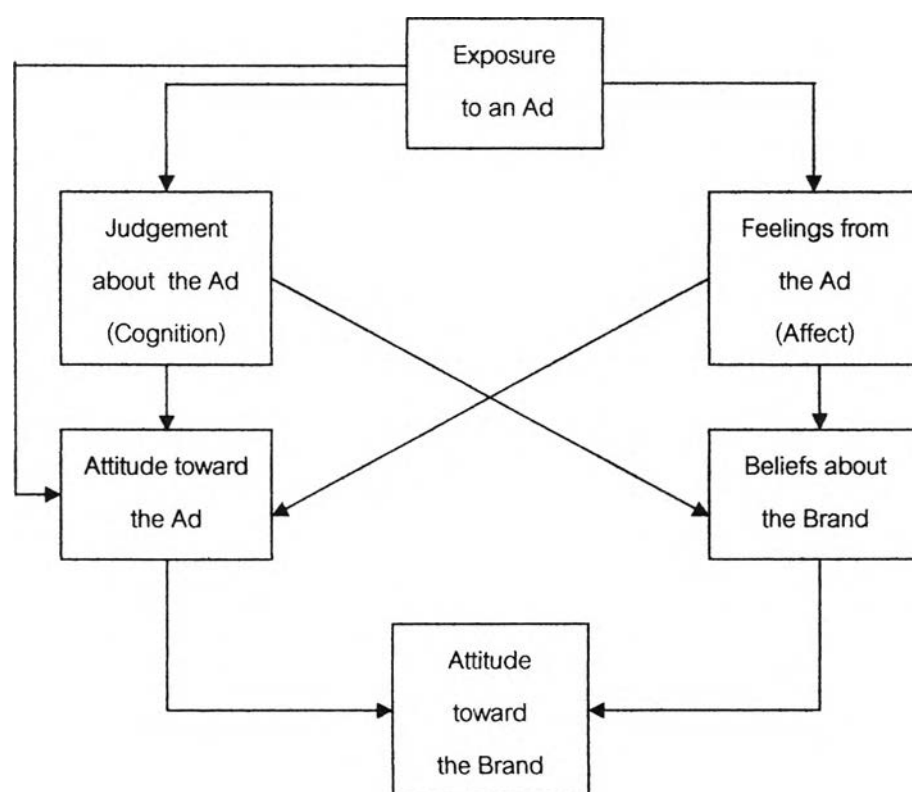 Exposure
to an Ad
Judgement
about the Ad
(Cognition)
Feelings from
the Ad
(Affect)
Attitude toward
the Ad
Beliefs about
the Brand
Attitude
toward
the Brand